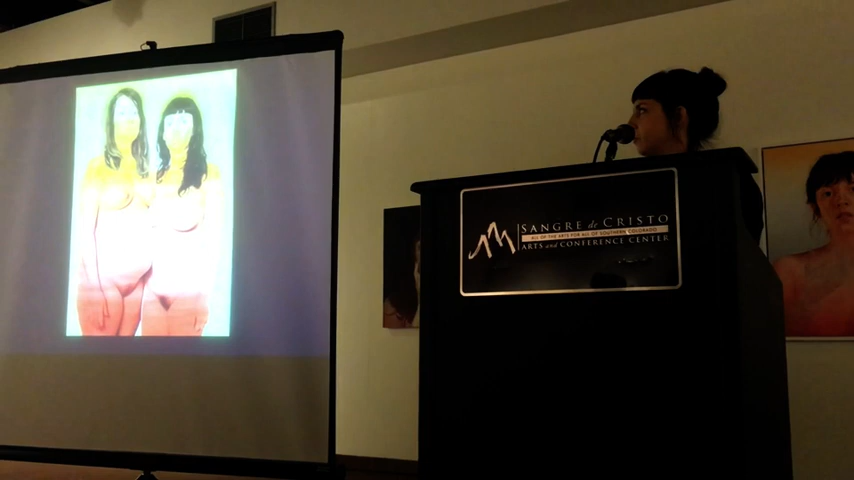 SANGRE de CRISTO
ALL OF THE ARTS FOR ALL OF SOUTHERN COLORADO
ARTS and CONFERENCE CENTER